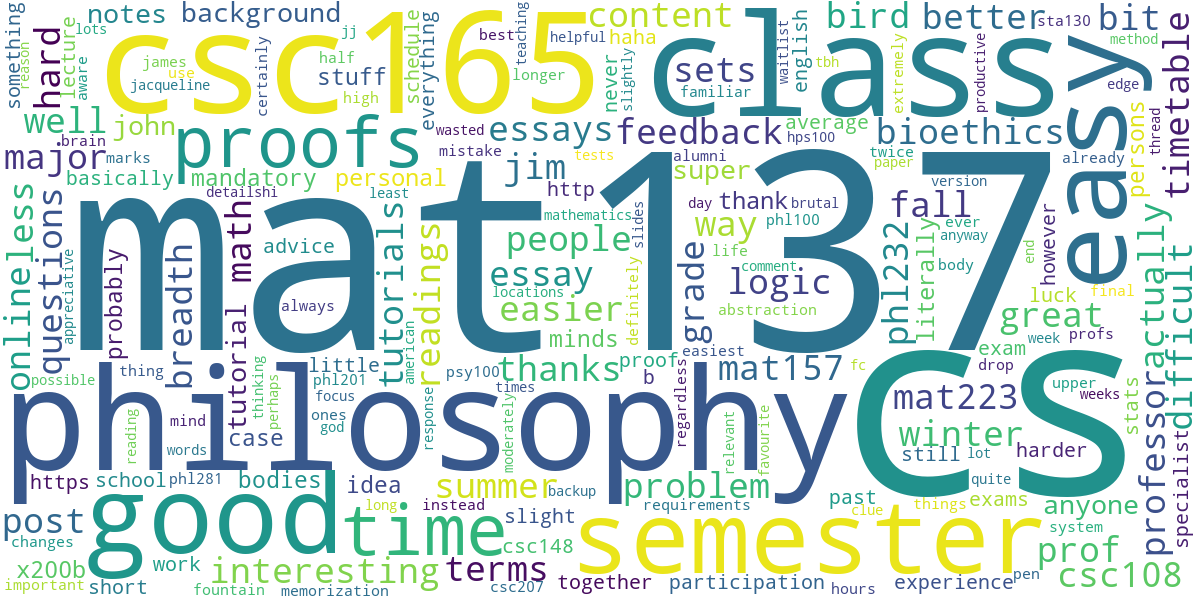 something
hard
lecture
notes
aware
lots
background
james
jacqueline
csc165
certainly
jj
half
stuff
high
schedule
everything
use
reason
best
teaching
helpful
longer
content
haha
never
slightly
class
sets
familiar
waitlist
english
tbh
bird
better
extremely
sta130
productive
bit
method
edge
timetable
well
brain
john
major
marks
basically
proofs
mandatory
detailshi
personal
wasted
mistake
essays
tests
jim
http
feedback
alumni
super
average
hps100
twice
paper
bioethics
version
already
thread
persons
easy
onlineless
questions
appreciative
probably
breadth
math
tutorial
advice
always
tutorials
american
readings
mat137
mathematics
slides
people
essay
locations
easier
minds
definitely
day
thank
brutal
way
phl100
life
comment
logic
abstraction
grade
easiest
phl232
literally
fall
ever
anyway
body
end
however
luck
final
great
week
profs
actually
difficult
professor
possible
thing
mind
reading
words
philosophy
case
thinking
perhaps
little
phl201
focus
ones
god
response
psy100
times
thanks
moderately
proof
b
regardless
relevant
favourite
mat157
fc
cs
exam
drop
mat223
winter
still
lot
harder
quite
upper
weeks
stats
specialist
https
school
phl281
bodies
idea
long
summer
instead
backup
problem
requirements
past
clue
things
exams
anyone
system
post
changes
good
time
slight
csc148
semester
prof
x200b
important
short
work
fountain
interesting
memorization
terms
csc207
together
participation
hours
experience
pen
csc108